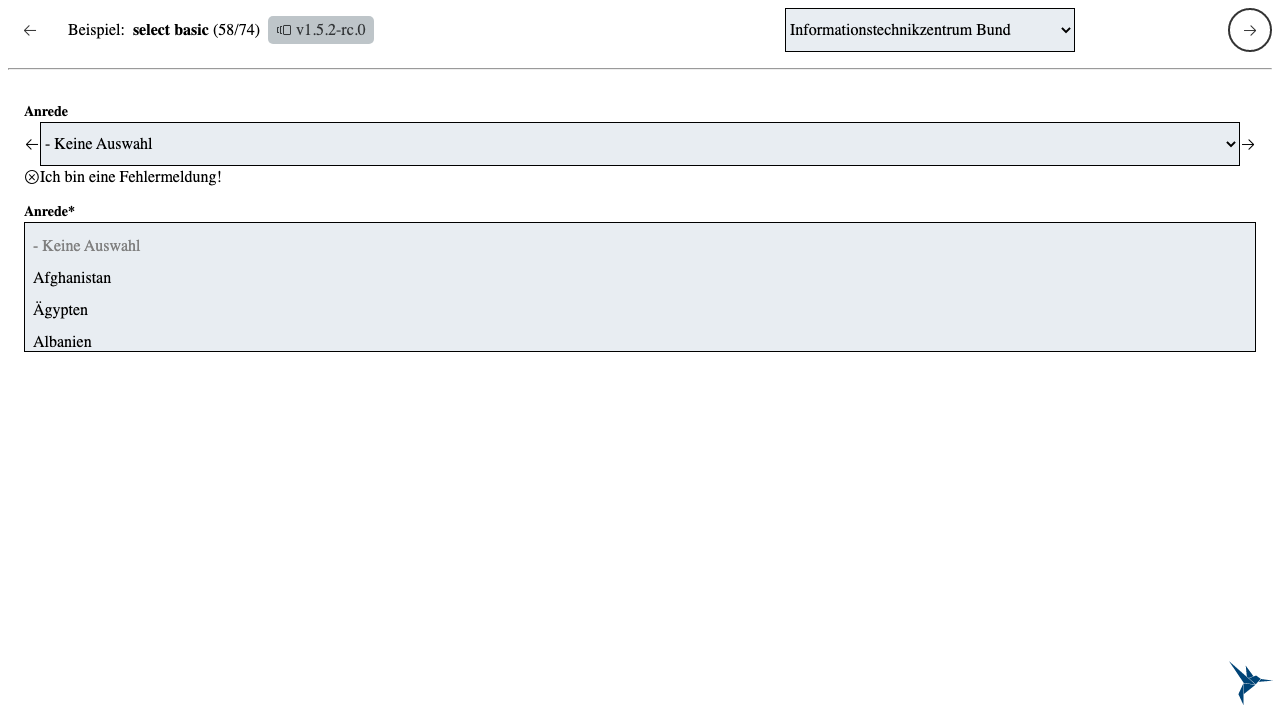 Beispiel: select basic (58/74) v1.5.2-rc.0 Informationstechnikzentrum Bund
Anrede
- Keine Auswahl
Ich bin eine Fehlermeldung!
Anrede*
- Keine Auswahl
Afghanistan
Ägypten
Albanien